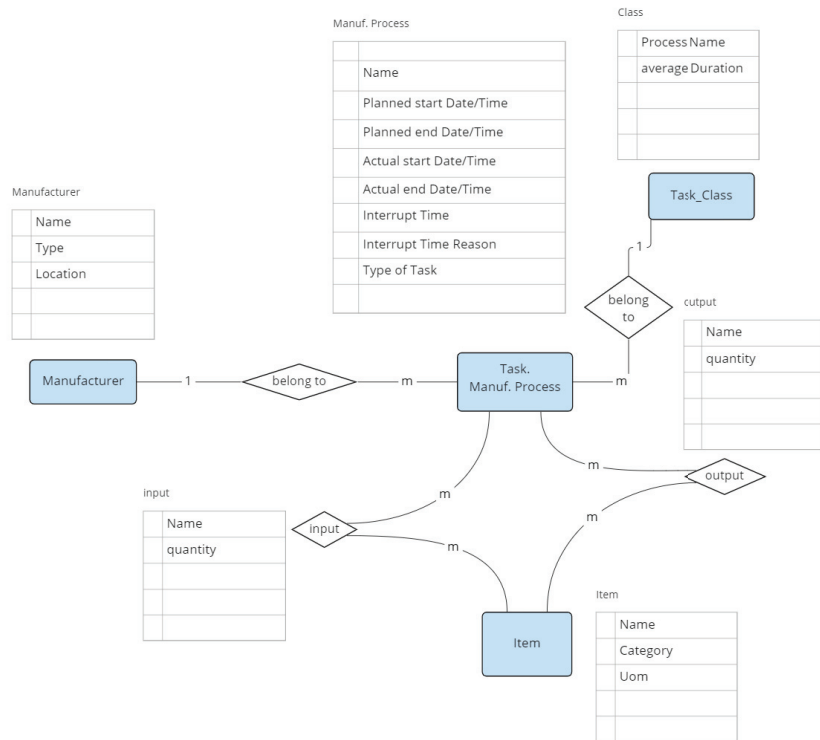 Class
Process Name
averageDuration
Manuf. Process
Name
Planned start Date/Time
Planned end Date/Time
Actual start Date/Time
Actual end Date/Time
Interrupt Time
Interrupt Time Reason
Type of Task
Task_Class
1
belong
to
m
Manufacturer
Name
Type
Location
Manufacturer
1
belong to
m
Task.
Manuf. Process
cutput
Name
quantity
output
m
m
input
Name
quantity
input
m
m
Item
Item
Name
Category
Uom